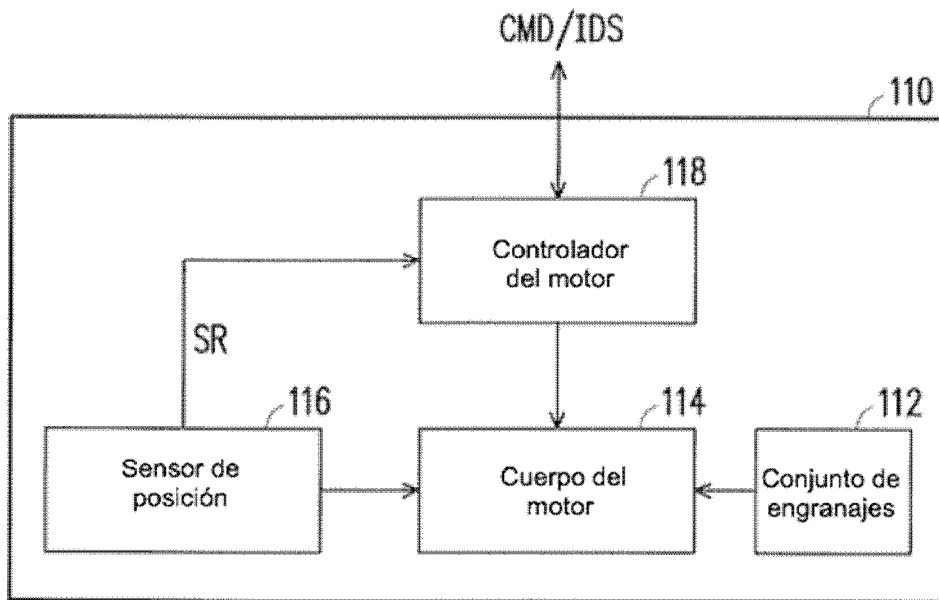 CMD/IDS
110
118
Controlador
del motor
SR
116
Sensor de
posición
114
Cuerpo del
motor
112
Conjunto de
engranajes